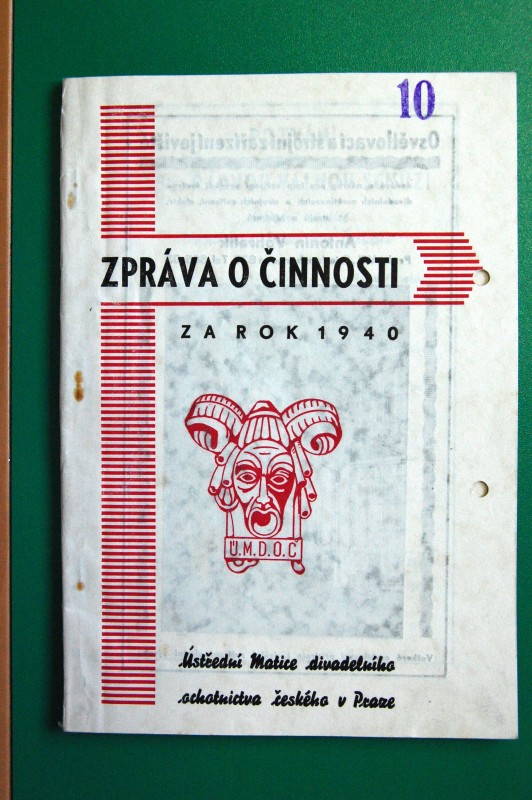 10
ZPRÁVA O ČINNOSTI
ZA ROK 1940
Ú.M.D.O.Č
Ústřední Matice divadelního
ochotnictva českého v Praze